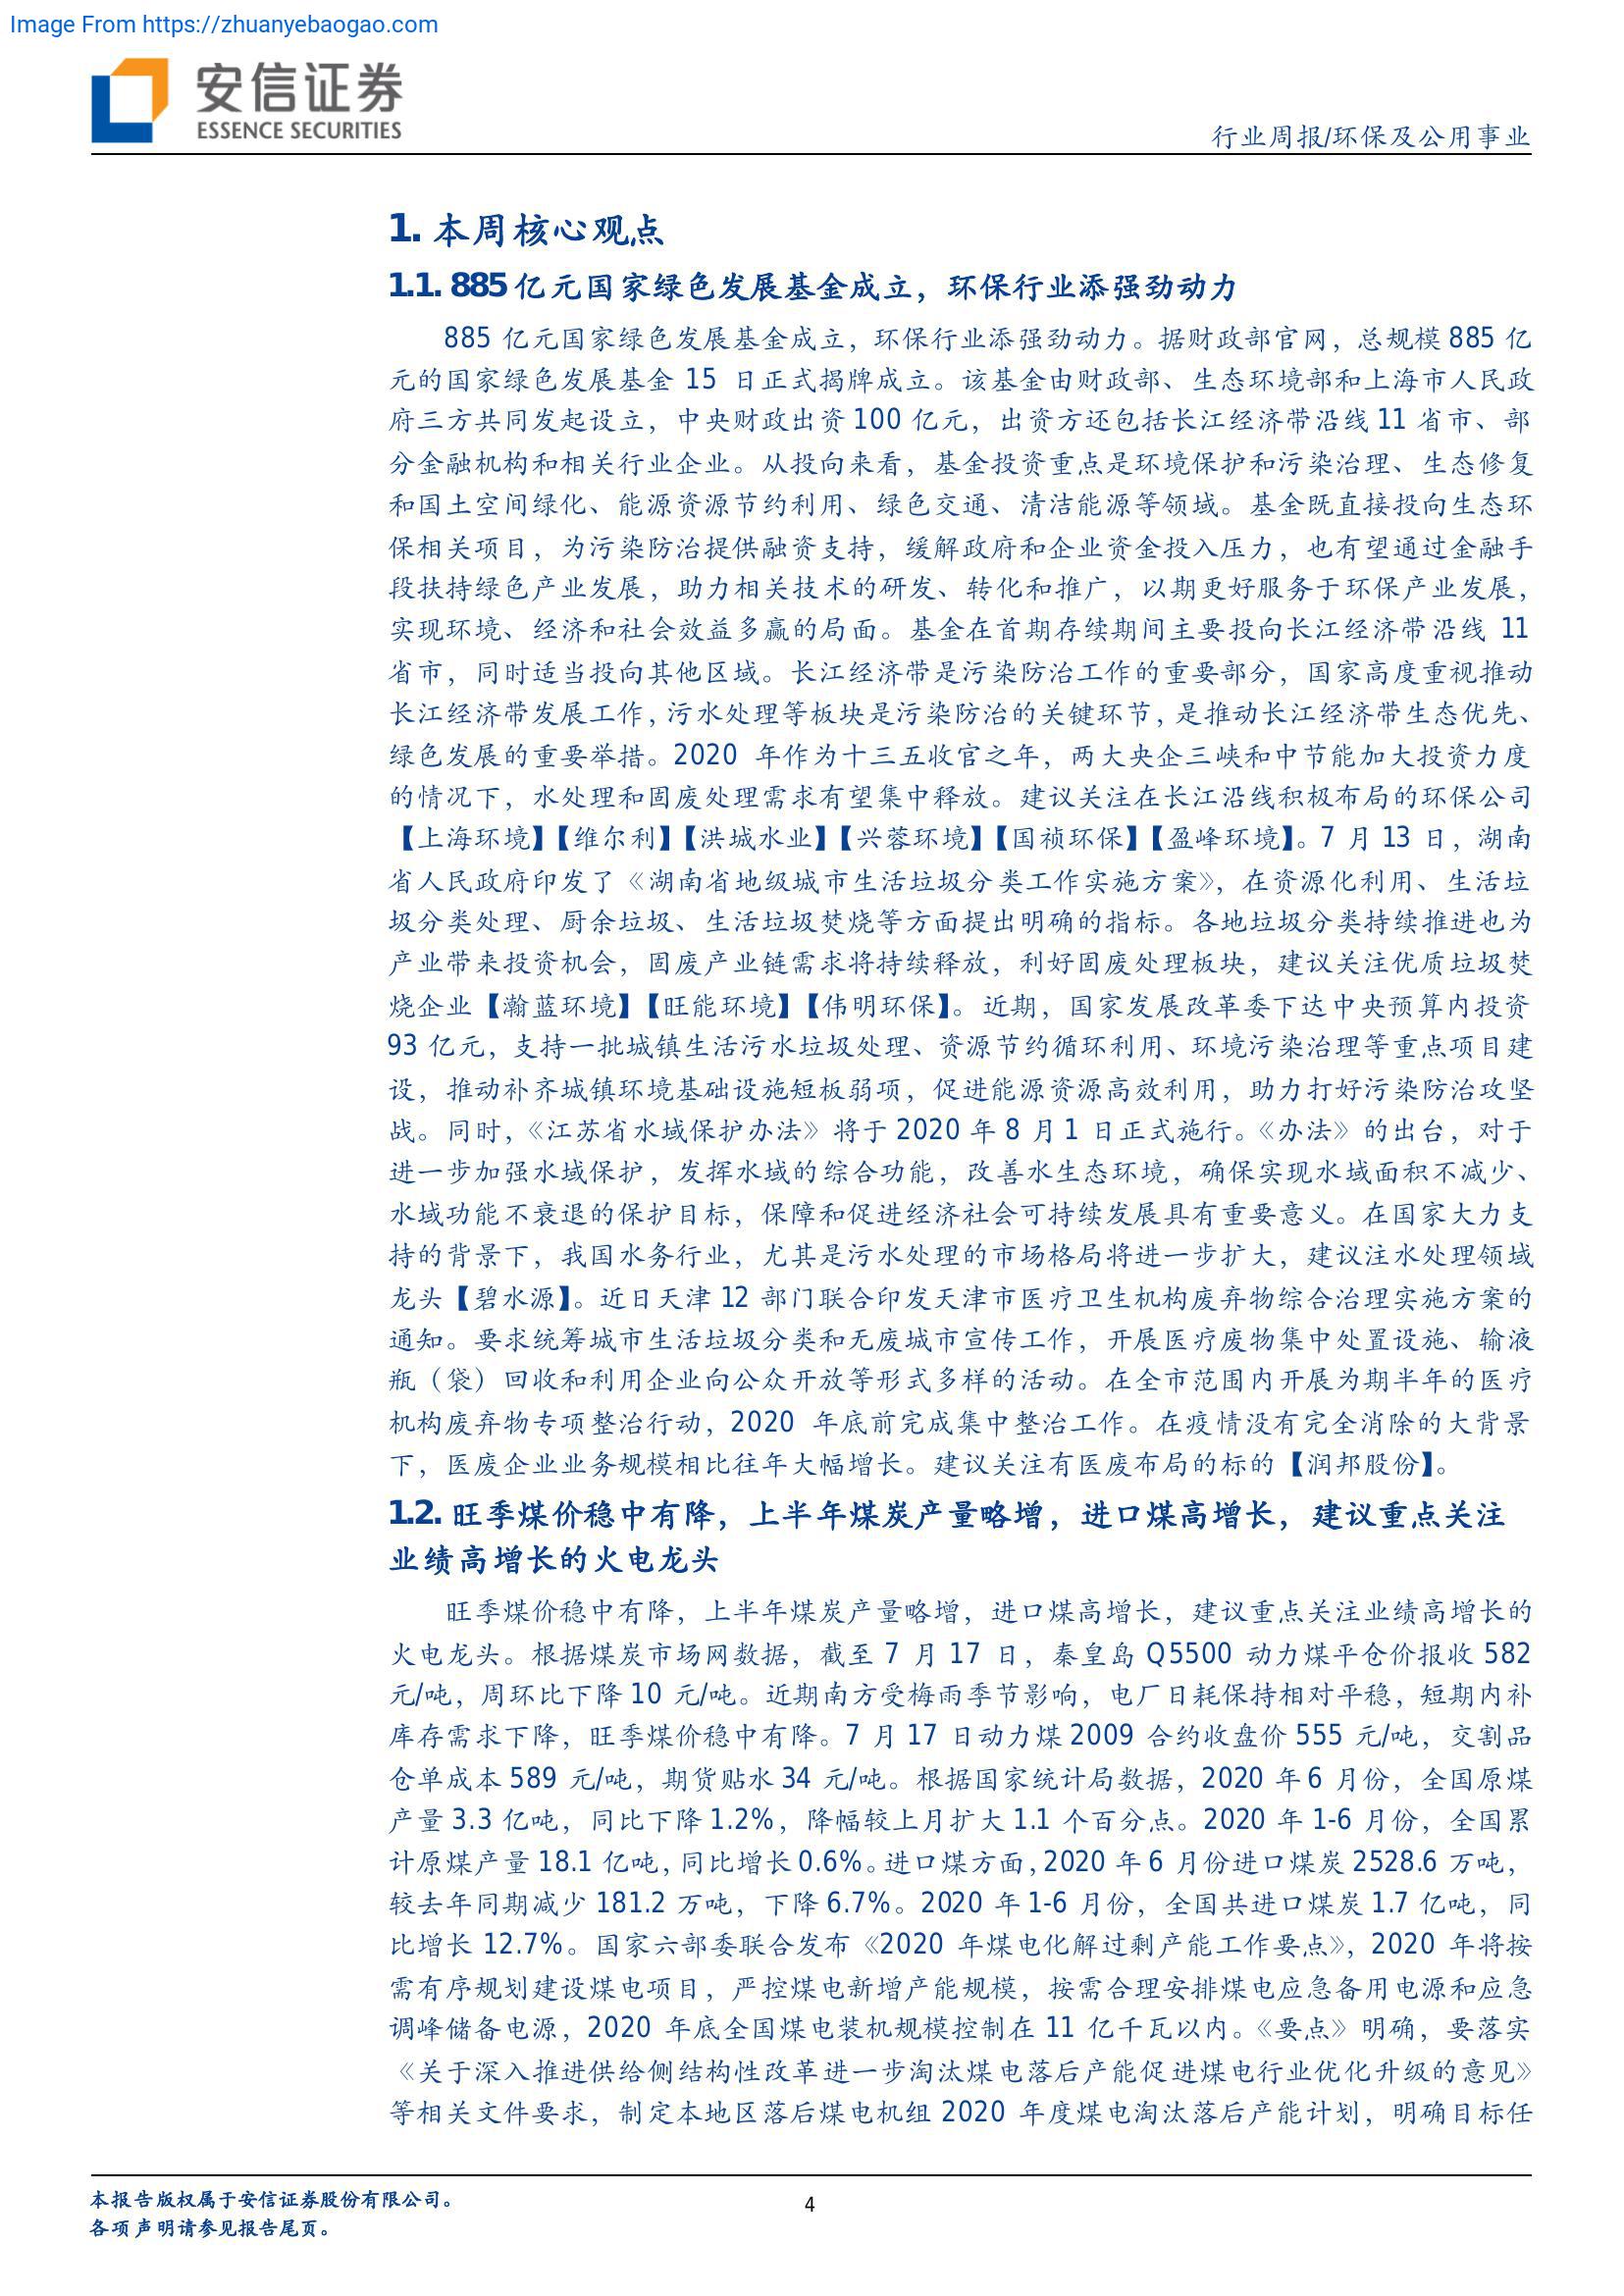 Image From https://zhuanyebaogao.com
安信证券
ESSENCE SECURITIES
行业周报/环保及公用事业
1. 本周核心观点
1.1. 885 亿元国家绿色发展基金成立，环保行业添强劲动力
885 亿元国家绿色发展基金成立，环保行业添强劲动力。据财政部官网，总规模 885 亿
元的国家绿色发展基金 15 日正式揭牌成立。该基金由财政部、生态环境部和上海市人民政
府三方共同发起设立，中央财政出资 100 亿元，出资方还包括长江经济带沿线 11 省市、部
分金融机构和相关行业企业。从投向来看，基金投资重点是环境保护和污染治理、生态修复
和国土空间绿化、能源资源节约利用、绿色交通、清洁能源等领域。基金既直接投向生态环
保相关项目，为污染防治提供融资支持，缓解政府和企业资金投入压力，也有望通过金融手
段扶持绿色产业发展，助力相关技术的研发、转化和推广，以期更好服务于环保产业发展，
实现环境、经济和社会效益多赢的局面。基金在首期存续期间主要投向长江经济带沿线 11
省市，同时适当投向其他区域。长江经济带是污染防治工作的重要部分，国家高度重视推动
长江经济带发展工作，污水处理等板块是污染防治的关键环节，是推动长江经济带生态优先、
绿色发展的重要举措。2020 年作为十三五收官之年，两大央企三峡和中节能加大投资力度
的情况下，水处理和固废处理需求有望集中释放。建议关注在长江沿线积极布局的环保公司
【上海环境】【维尔利】【洪城水业】【兴蓉环境】【国祯环保】【盈峰环境】。7 月 13 日，湖南
省人民政府印发了《湖南省地级城市生活垃圾分类工作实施方案》，在资源化利用、生活垃
圾分类处理、厨余垃圾、生活垃圾焚烧等方面提出明确的指标。各地垃圾分类持续推进也为
产业带来投资机会，固废产业链需求将持续释放，利好固废处理板块，建议关注优质垃圾焚
烧企业【瀚蓝环境】【旺能环境】【伟明环保】。近期，国家发展改革委下达中央预算内投资
93 亿元，支持一批城镇生活污水垃圾处理、资源节约循环利用、环境污染治理等重点项目建
设，推动补齐城镇环境基础设施短板弱项，促进能源资源高效利用，助力打好污染防治攻坚
战。同时，《江苏省水域保护办法》将于 2020 年 8 月 1 日正式施行。《办法》的出台，对于
进一步加强水域保护，发挥水域的综合功能，改善水生态环境，确保实现水域面积不减少、
水域功能不衰退的保护目标，保障和促进经济社会可持续发展具有重要意义。在国家大力支
持的背景下，我国水务行业，尤其是污水处理的市场格局将进一步扩大，建议注水处理领域
龙头【碧水源】。近日天津 12 部门联合印发天津市医疗卫生机构废弃物综合治理实施方案的
通知。要求统筹城市生活垃圾分类和无废城市宣传工作，开展医疗废物集中处置设施、输液
瓶（袋）回收和利用企业向公众开放等形式多样的活动。在全市范围内开展为期半年的医疗
机构废弃物专项整治行动，2020 年底前完成集中整治工作。在疫情没有完全消除的大背景
下，医废企业业务规模相比往年大幅增长。建议关注有医废布局的标的【润邦股份】。
1.2. 旺季煤价稳中有降，上半年煤炭产量略增，进口煤高增长，建议重点关注
业绩高增长的火电龙头
旺季煤价稳中有降，上半年煤炭产量略增，进口煤高增长，建议重点关注业绩高增长的
火电龙头。根据煤炭市场网数据，截至 7 月 17 日，秦皇岛 Q5500 动力煤平仓价报收 582
元/吨，周环比下降 10 元/吨。近期南方受梅雨季节影响，电厂日耗保持相对平稳，短期内补
库存需求下降，旺季煤价稳中有降。7 月 17 日动力煤 2009 合约收盘价 555 元/吨，交割品
仓单成本 589 元/吨，期货贴水 34 元/吨。根据国家统计局数据，2020 年 6 月份，全国原煤
产量 3.3 亿吨，同比下降 1.2%，降幅较上月扩大 1.1 个百分点。2020 年 1-6 月份，全国累
计原煤产量 18.1 亿吨，同比增长 0.6%。进口煤方面，2020 年 6 月份进口煤炭 2528.6 万吨，
较去年同期减少 181.2 万吨，下降 6.7%。2020 年 1-6 月份，全国共进口煤炭 1.7 亿吨，同
比增长 12.7%。国家六部委联合发布《2020 年煤电化解过剩产能工作要点》，2020 年将按
需有序规划建设煤电项目，严控煤电新增产能规模，按需合理安排煤电应急备用电源和应急
调峰储备电源，2020 年底全国煤电装机规模控制在 11 亿千瓦以内。《要点》明确，要落实
《关于深入推进供给侧结构性改革进一步淘汰煤电落后产能促进煤电行业优化升级的意见》
等相关文件要求，制定本地区落后煤电机组 2020 年度煤电淘汰落后产能计划，明确目标任
本报告版权属于安信证券股份有限公司。
各项声明请参见报告尾页。
4